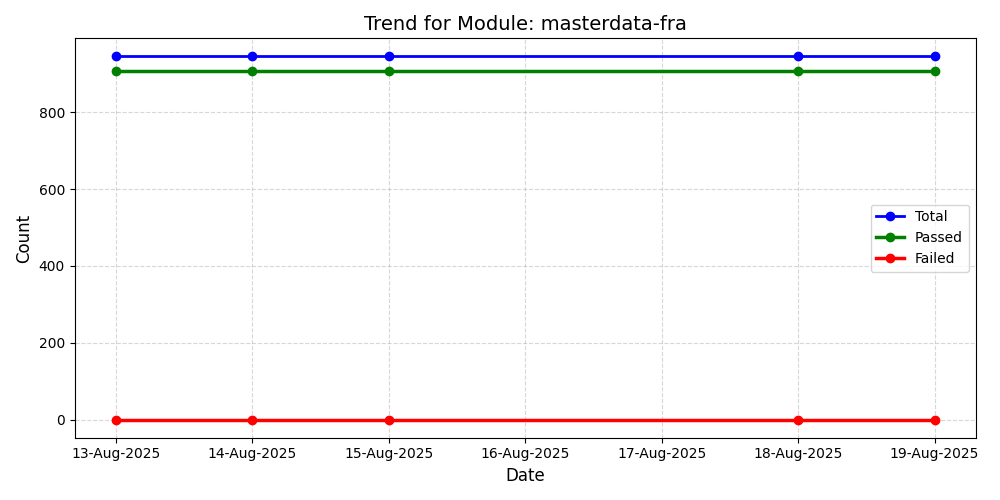 Trend for Module: masterdata-fra
Count
800
600
400
200
0
Total
Passed
Failed
13-Aug-2025 14-Aug-2025 15-Aug-2025 16-Aug-2025 17-Aug-2025 18-Aug-2025 19-Aug-2025
Date